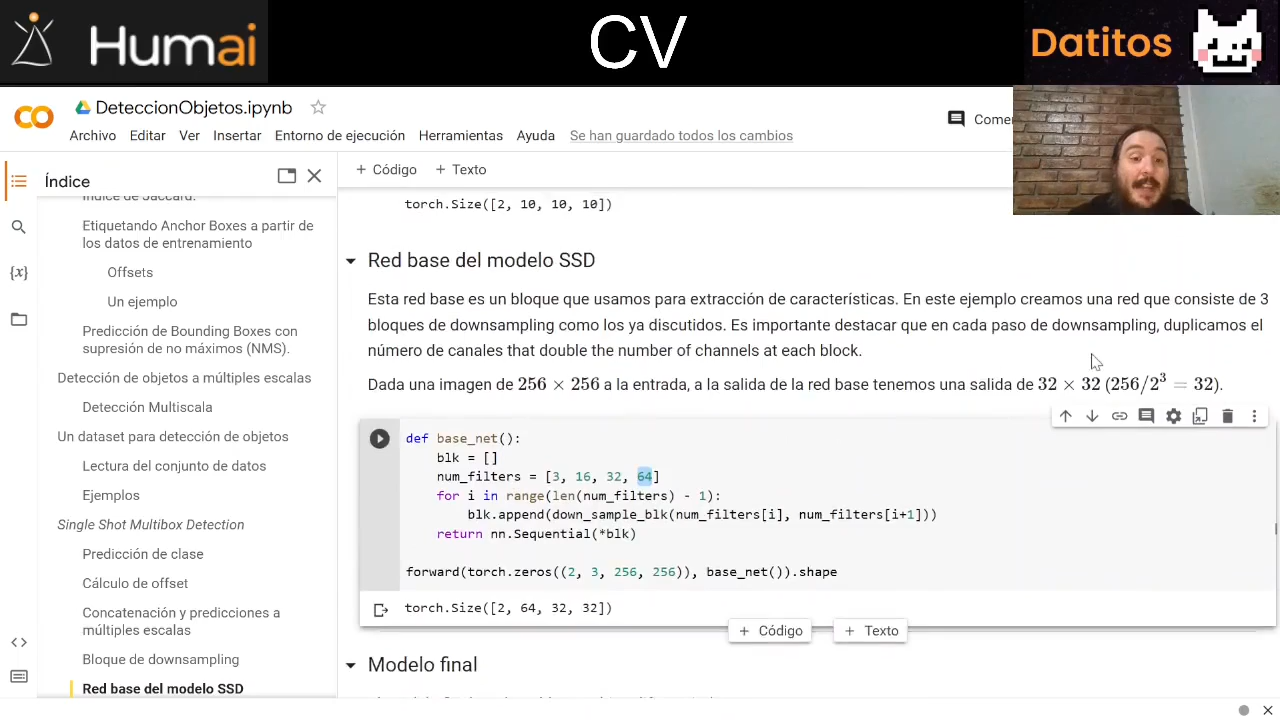 Humai
CV
Datitos
DeteccionObjetos.ipynb
Archivo Editar Ver Insertar Entorno de ejecución Herramientas Ayuda Se han guardado todos los cambios
Índice
+ Código + Texto
Índice de Jaccard.
Etiquetando Anchor Boxes a partir de
los datos de entrenamiento
Offsets
Un ejemplo
Predicción de Bounding Boxes con
supresión de no máximos (NMS).
Detección de objetos a múltiples escalas
Detección Multiscala
Un dataset para detección de objetos
Lectura del conjunto de datos
Ejemplos
Single Shot Multibox Detection
Predicción de clase
Cálculo de offset
Concatenación y predicciones a
múltiples escalas
Bloque de downsampling
Red base del modelo SSD
torch.Size([2, 10, 10, 10])
Red base del modelo SSD
Esta red base es un bloque que usamos para extracción de características. En este ejemplo creamos una red que consiste de 3
bloques de downsampling como los ya discutidos. Es importante destacar que en cada paso de downsampling, duplicamos el
número de canales that double the number of channels at each block.
Dada una imagen de 256 × 256 a la entrada, a la salida de la red base tenemos una salida de 32 × 32 (256/2³ = 32).
def base_net():
blk = []
num_filters = [3, 16, 32, 64]
for i in range(len(num_filters) - 1):
blk.append(down_sample_blk(num_filters[i], num_filters[i+1]))
return nn.Sequential(*blk)
forward(torch.zeros((2, 3, 256, 256)), base_net()).shape
torch.Size([2, 64, 32, 32])
+ Código + Texto
Modelo final